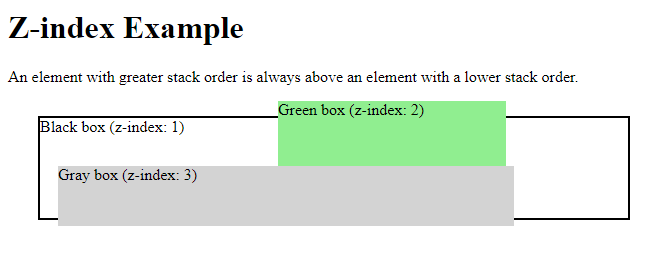 Z-index Example
An element with greater stack order is always above an element with a lower stack order.
Green box (z-index: 2)
Black box (z-index: 1)
Gray box (z-index: 3)